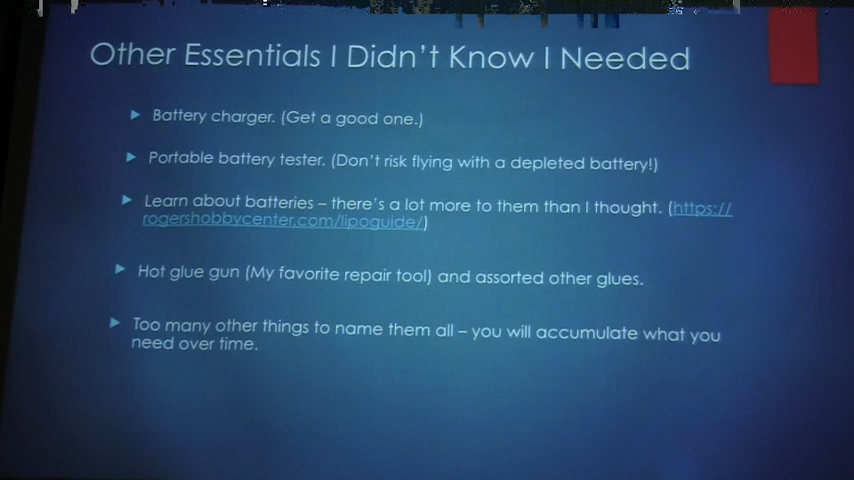 Other Essentials I Didn't Know I Needed
Battery charger. (Get a good one.)
Portable battery tester. (Don't risk flying with a depleted battery!)
Learn about batteries – there's a lot more to them than I thought. (https://
rogershobbycenter.com/lipoguide/)
Hot glue gun (My favorite repair tool) and assorted other glues.
Too many other things to name them all – you will accumulate what you
need over time.